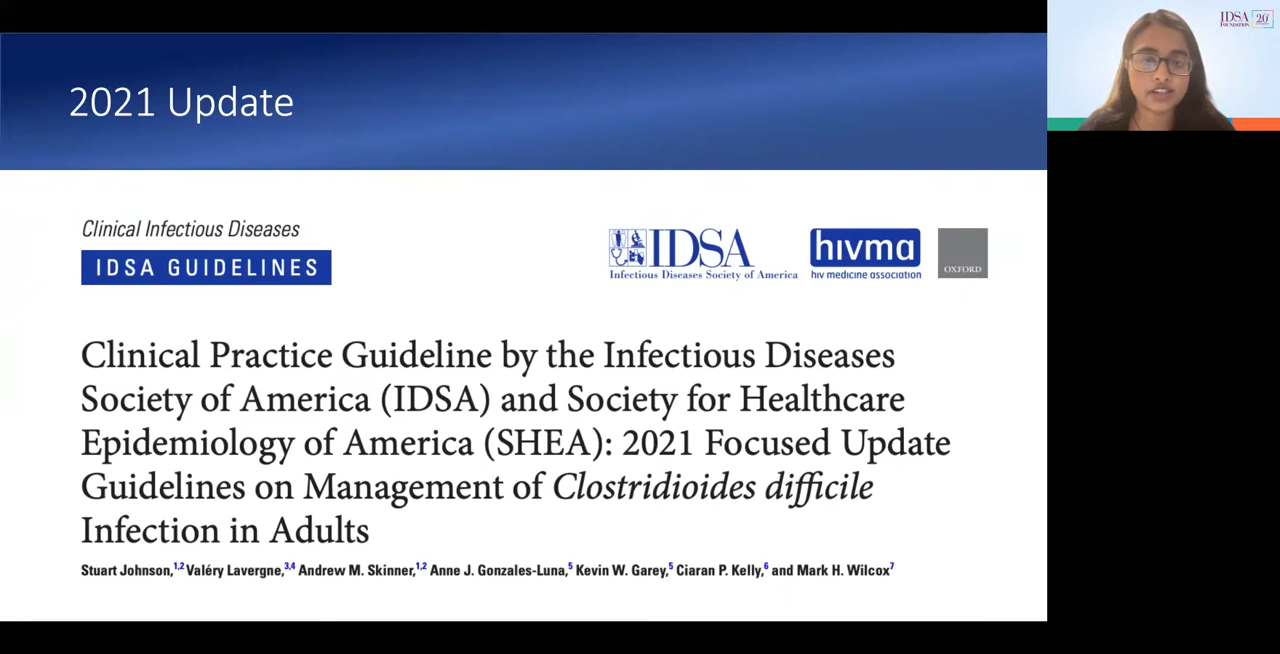 2021 Update
IDSA
FOUNDATION
20
Clinical Infectious Diseases
IDSA GUIDELINES
IDSA
Infectious Diseases Society of America
hivma
hiv medicine association
OXFORD
Clinical Practice Guideline by the Infectious Diseases
Society of America (IDSA) and Society for Healthcare
Epidemiology of America (SHEA): 2021 Focused Update
Guidelines on Management of Clostridioides difficile
Infection in Adults
Stuart Johnson,1,2 Valéry Lavergne,3,4 Andrew M. Skinner,1,2 Anne J. Gonzales-Luna,5 Kevin W. Garey,5 Ciaran P. Kelly,6 and Mark H. Wilcox7